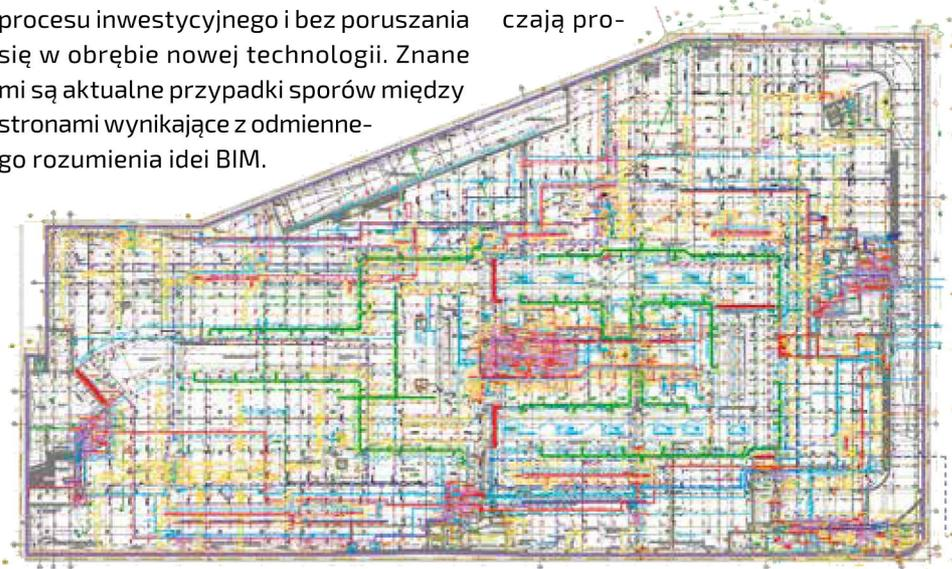 procesu inwestycyjnego i bez poruszania
się w obrębie nowej technologii. Znane
mi są aktualne przypadki sporów między
stronami wynikające z odmienne-
go rozumienia idei BIM.
czają pro-